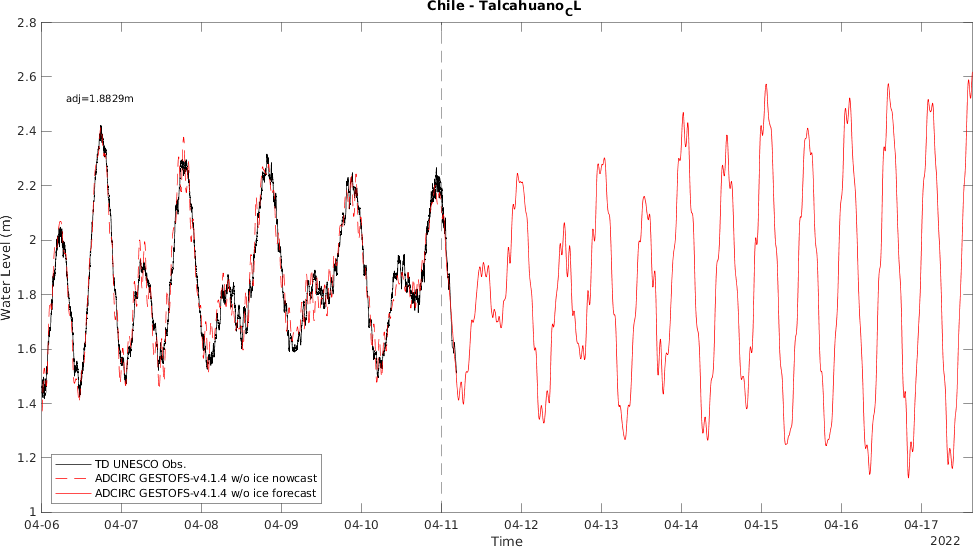 Chile - Talcahuano_CL
2.8
2.6
2.4
2.2
2
1.8
1.6
1.4
1.2
1
Water Level (m)
adj=1.8829m
TD UNESCO Obs.
ADCIRC GESTOFS-v4.1.4 w/o ice nowcast
ADCIRC GESTOFS-v4.1.4 w/o ice forecast
04-06 04-07 04-08 04-09 04-10 04-11 04-12 04-13 04-14 04-15 04-16 04-17
Time
2022